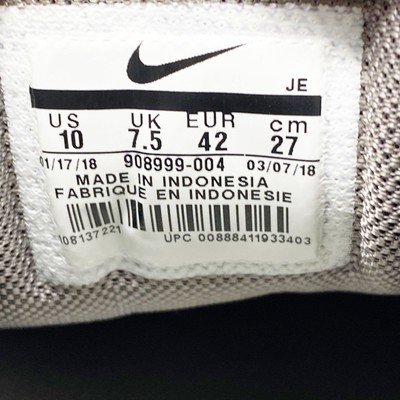 JE
US UK EUR cm
10 7.5 42 27
01/17/18 908999-004 03/07/18
MADE IN INDONESIA
FABRIQUE EN INDONESIE
108137221 UPC 00888411933403